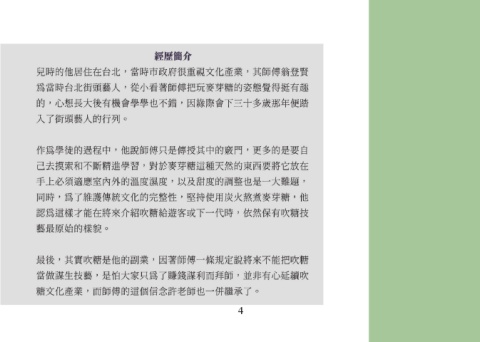 經歷簡介
兒時的他居住在台北，當時市政府很重視文化產業，其師傅翁登賢
為當時台北街頭藝人，從小看著師傅把玩麥芽糖的姿態覺得挺有趣
的，心想長大後有機會學學也不錯，因緣際會下三十多歲那年便踏
入了街頭藝人的行列。
作為學徒的過程中，他說師傅只是傳授其中的竅門，更多的是要自
己去摸索和不斷精進學習，對於麥芽糖這種天然的東西要將它放在
手上必須適應室內外的溫度濕度，以及甜度的調整也是一大難題，
同時，為了維護傳統文化的完整性，堅持使用炭火熬煮麥芽糖，他
認為這樣才能在將來介紹吹糖給遊客或下一代時，依然保有吹糖技
藝最原始的樣貌。
最後，其實吹糖是他的副業，因著師傅一條規定說將來不能把吹糖
當做謀生技藝，是怕大家只為了賺錢謀利而拜師，並非有心延續吹
糖文化產業，而師傅的這個信念許老師也一併繼承了。
4